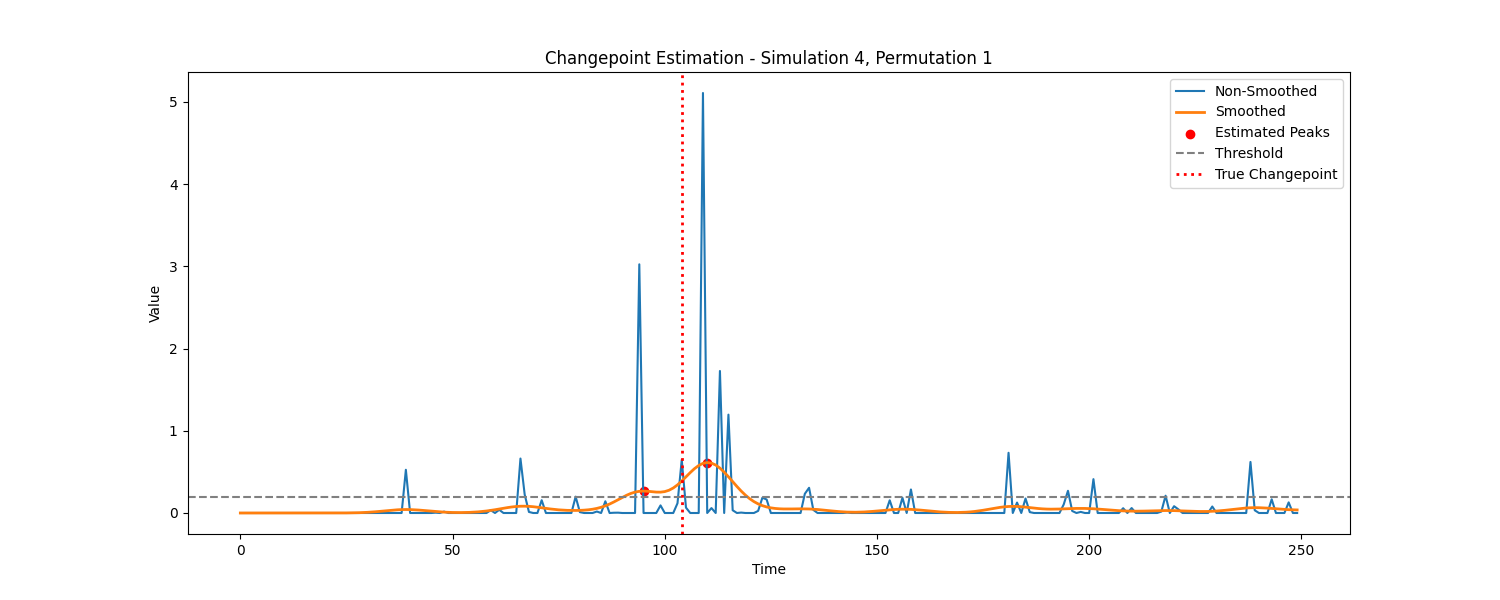 Changepoint Estimation - Simulation 4, Permutation 1
Non-Smoothed
Smoothed
Estimated Peaks
Threshold
True Changepoint
Value
5
4
3
2
1
0
0 50 100 150 200 250
Time